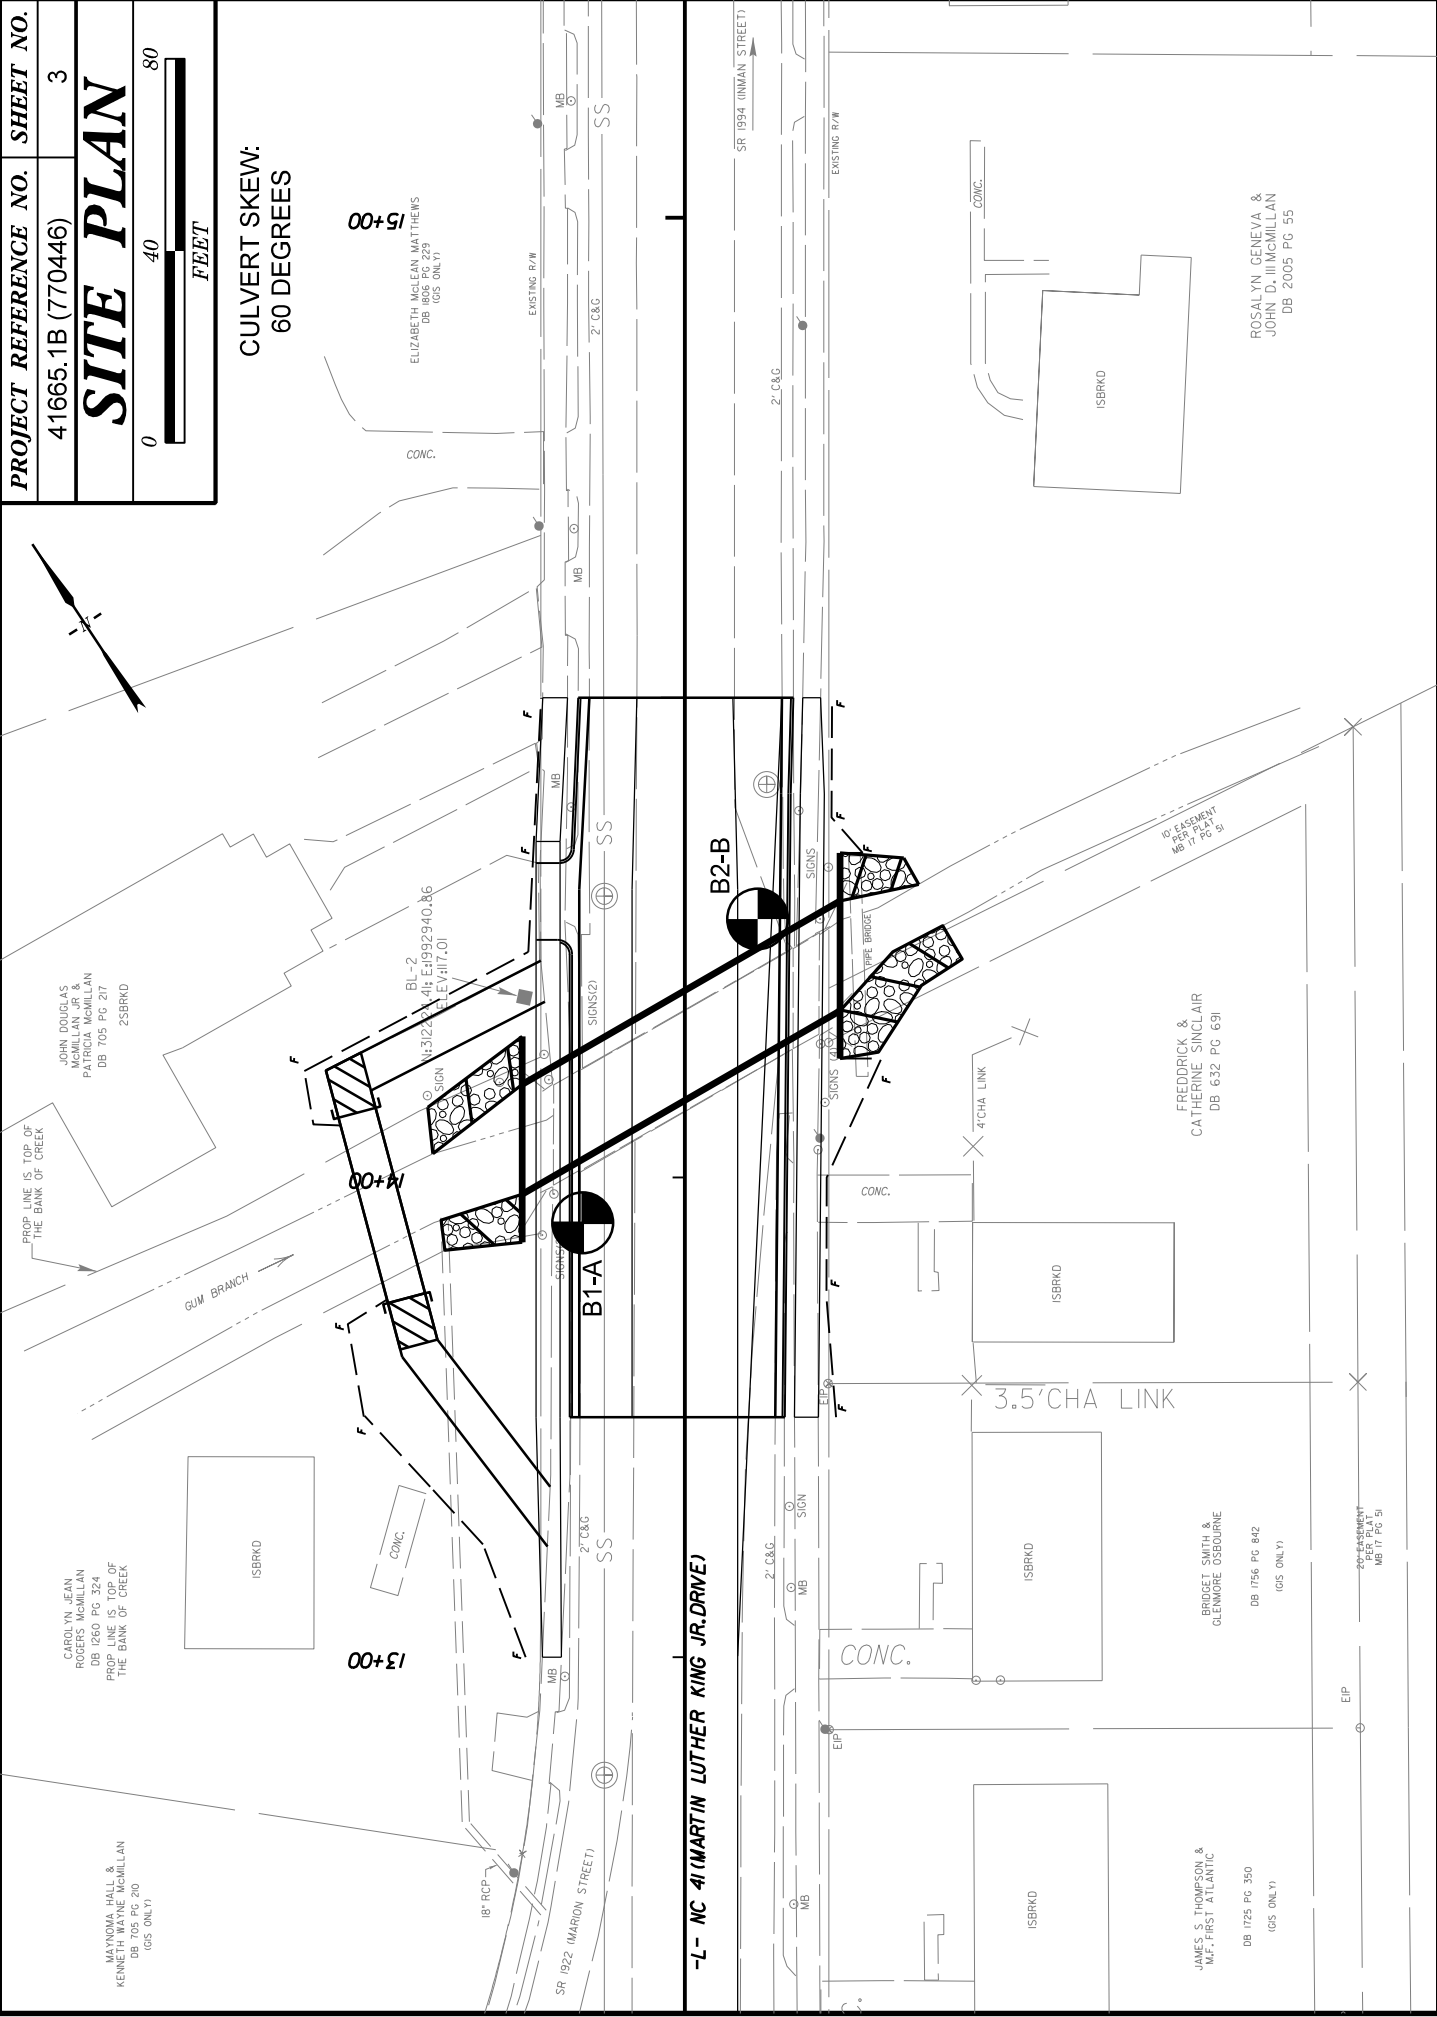 PROJECT REFERENCE NO.
SHEET NO.
41665.1B (770446)
3
SITE PLAN
0
40
80
FEET
CULVERT SKEW:
60 DEGREES
N
15+00
ELIZABETH McLEAN MATTHEWS
DB 1806 PG 229
(GIS ONLY)
EXISTING R/W
2' C&G
MB
SS
CONC.
MB
SR 1994 (INMAN STREET)
EXISTING R/W
2' C&G
CONC.
ISBRKD
ROSALYN GENEVA &
JOHN D. III McMILLAN
DB 2005 PG 55
JOHN DOUGLAS
McMILLAN JR &
PATRICIA McMILLAN
DB 705 PG 217
2SBRKD
PROP LINE IS TOP OF
THE BANK OF CREEK
GUM BRANCH
BL-2
ELEV:117.01
SIGN
14+00
F
F
F
F
F
F
F
MB
SS
SIGNS(2)
B1-A
B2-B
SIGNS
PIPE BRIDGE
SIGNS (4)
F
F
F
F
F
F
10' EASEMENT
PER PLAT
MB 17 PG 51
FREDDRICK &
CATHERINE SINCLAIR
DB 632 PG 691
4'CHA LINK
CONC.
ISBRKD
EIP
3.5'CHA LINK
CAROLYN JEAN
ROGERS McMILLAN
DB 1260 PG 324
PROP LINE IS TOP OF
THE BANK OF CREEK
ISBRKD
CONC.
13+00
2' C&G
SS
MB
-L- NC 41 (MARTIN LUTHER KING JR.DRIVE)
2' C&G
SIGN
MB
CONC.
ISBRKD
BRIDGET SMITH &
GLENMORE OSBOURNE
DB 1756 PG 842
(GIS ONLY)
20' EASEMENT
PER PLAT
MB 17 PG 51
EIP
EIP
MAYNOMA HALL &
KENNETH WAYNE McMILLAN
DB 705 PG 210
(GIS ONLY)
18" RCP
SR 1922 (MARION STREET)
MB
ISBRKD
JAMES S THOMPSON &
M.F. FIRST ATLANTIC
DB 1725 PG 350
(GIS ONLY)